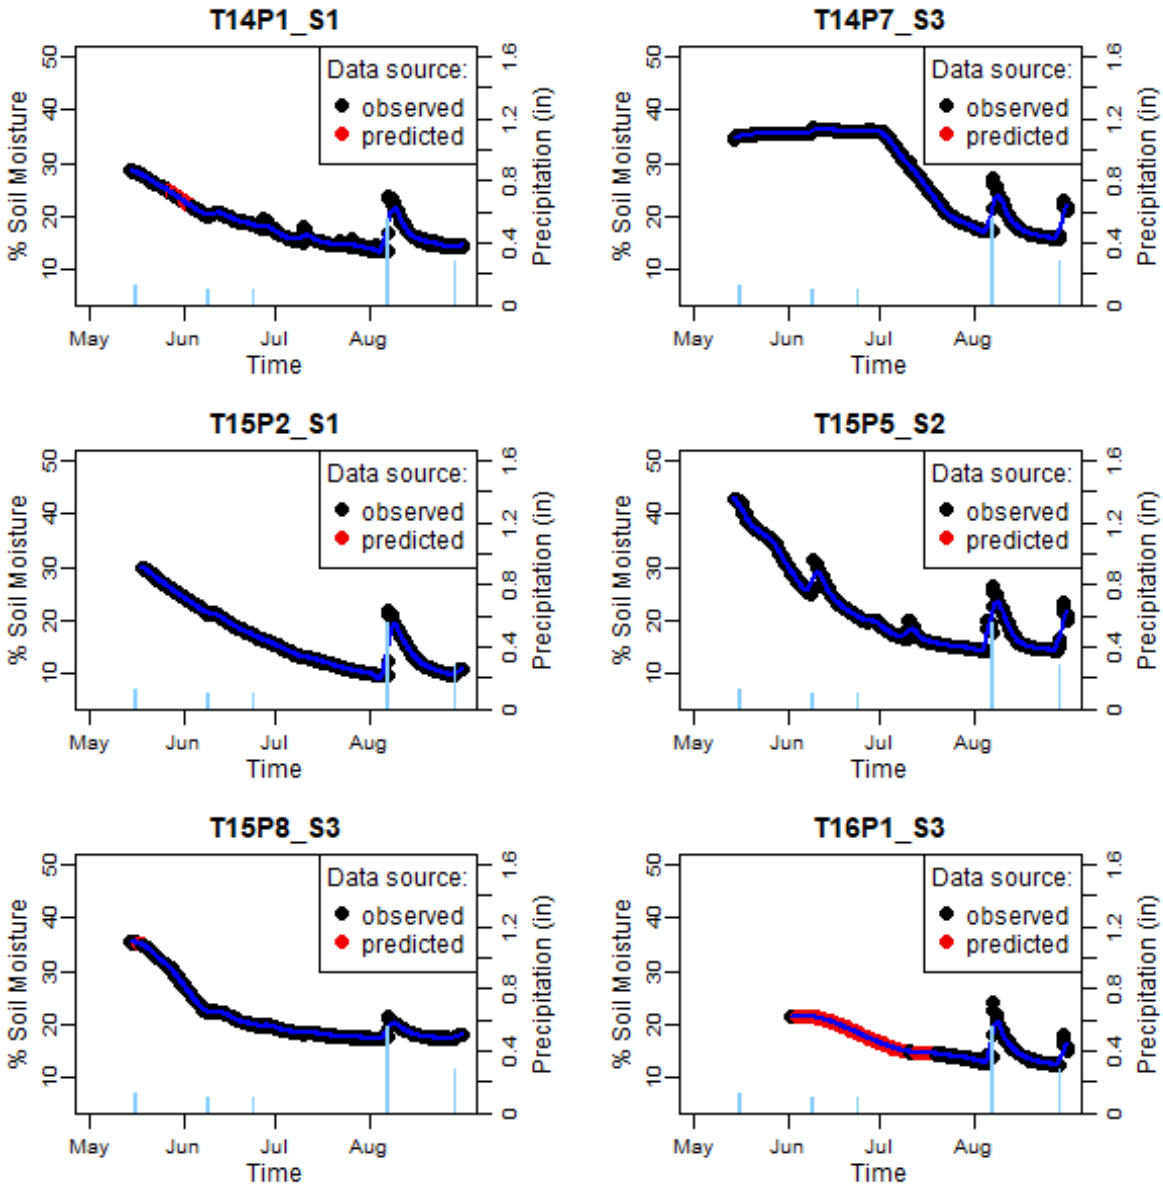 T14P1_S1
T14P7_S3
% Soil Moisture
50
40
30
20
10
Data source:
observed
predicted
1.6
1.2
0.8
0.4
0
Precipitation (in)
May
Jun
Jul
Aug
Time
% Soil Moisture
50
40
30
20
10
Data source:
observed
predicted
1.6
1.2
0.8
0.4
0
Precipitation (in)
May
Jun
Jul
Aug
Time
T15P2_S1
T15P5_S2
% Soil Moisture
50
40
30
20
10
Data source:
observed
predicted
1.6
1.2
0.8
0.4
0
Precipitation (in)
May
Jun
Jul
Aug
Time
% Soil Moisture
50
40
30
20
10
Data source:
observed
predicted
1.6
1.2
0.8
0.4
0
Precipitation (in)
May
Jun
Jul
Aug
Time
T15P8_S3
T16P1_S3
% Soil Moisture
50
40
30
20
10
Data source:
observed
predicted
1.6
1.2
0.8
0.4
0
Precipitation (in)
May
Jun
Jul
Aug
Time
% Soil Moisture
50
40
30
20
10
Data source:
observed
predicted
1.6
1.2
0.8
0.4
0
Precipitation (in)
May
Jun
Jul
Aug
Time